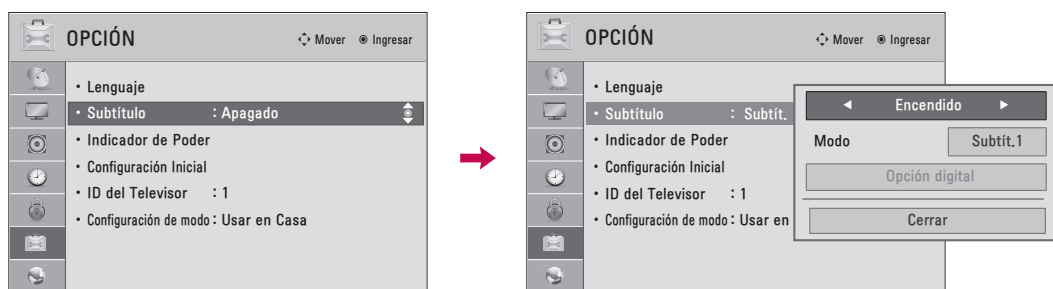 OPCIÓN
Mover Ingresar
• Lenguaje
• Subtítulo : Apagado
• Indicador de Poder
• Configuración Inicial
• ID del Televisor : 1
• Configuración de modo : Usar en Casa
OPCIÓN
Mover Ingresar
• Lenguaje
• Subtítulo : Subtít.
• Indicador de Poder
• Configuración Inicial
• ID del Televisor : 1
• Configuración de modo : Usar en
◄ Encendido ►
Modo Subtít.1
Opción digital
Cerrar